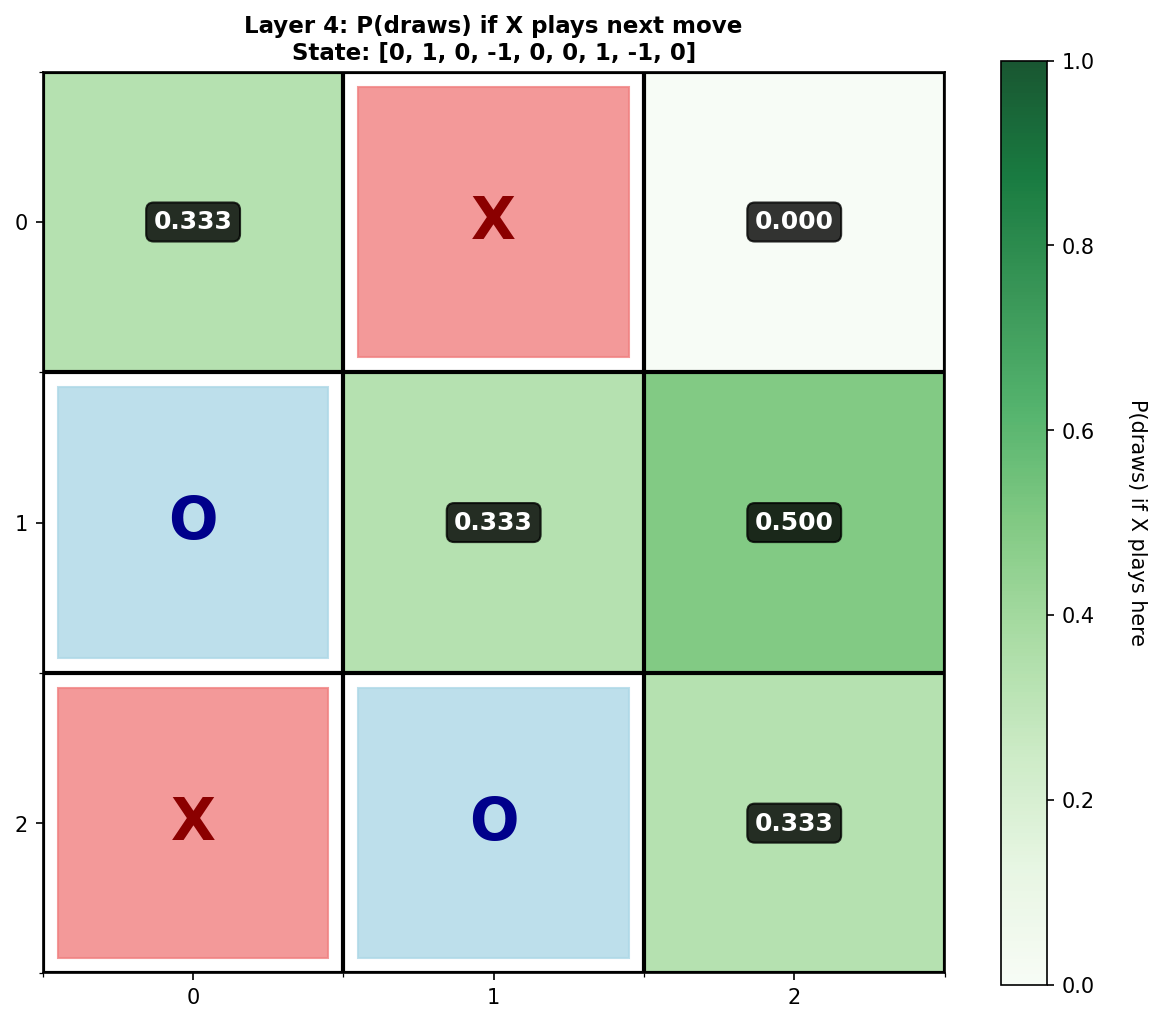 Layer 4: P(draws) if X plays next move
State: [0, 1, 0, -1, 0, 0, 1, -1, 0]
0
0.333
X
0.000
1
O
0.333
0.500
2
X
O
0.333
0
1
2
1.0
0.8
0.6
0.4
0.2
0.0
P(draws) if X plays here